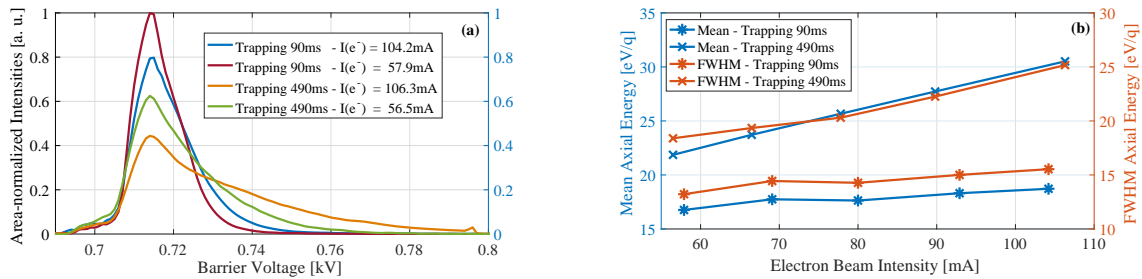 (a)
Area-normalized Intensities [a. u.]
1
0.8
0.6
0.4
0.2
0
Trapping 90ms - I(e⁻) = 104.2mA
Trapping 90ms - I(e⁻) = 57.9mA
Trapping 490ms - I(e⁻) = 106.3mA
Trapping 490ms - I(e⁻) = 56.5mA
1
0.8
0.6
0.4
0.2
0
0.7 0.72 0.74 0.76 0.78 0.8
Barrier Voltage [kV]
(b)
Mean Axial Energy [eV/q]
35
30
25
20
15
Mean - Trapping 90ms
Mean - Trapping 490ms
FWHM - Trapping 90ms
FWHM - Trapping 490ms
30
25
20
15
10
5
0
FWHM Axial Energy [eV/q]
60 70 80 90 100 110
Electron Beam Intensity [mA]